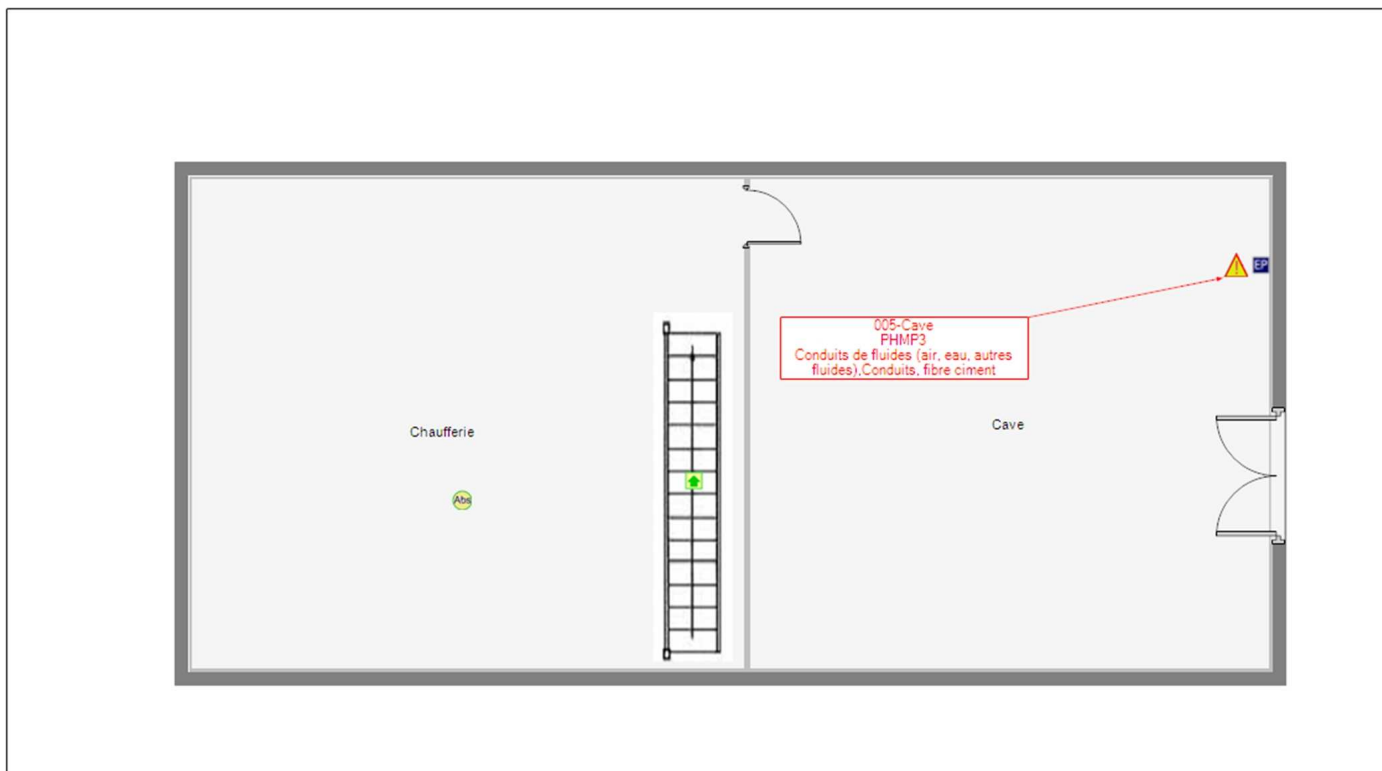 EP
005-Cave
PHMP3
Conduits de fluides (air, eau, autres
fluides),Conduits, fibre ciment
Chaufferie
Cave
Abs